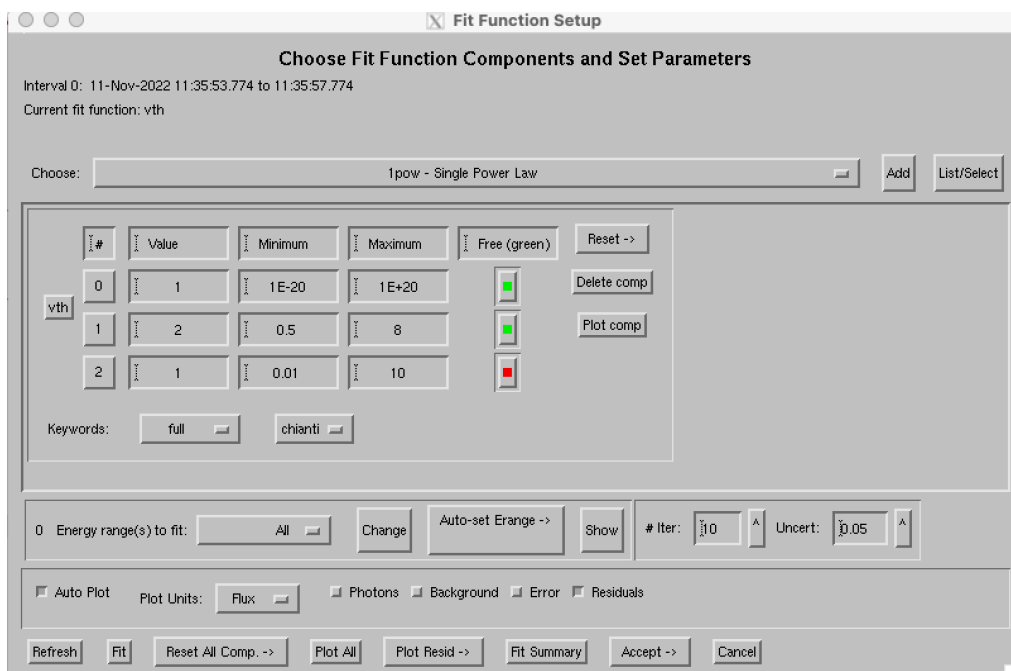 X Fit Function Setup
Choose Fit Function Components and Set Parameters
Interval 0: 11-Nov-2022 11:35:53.774 to 11:35:57.774
Current fit function: vth
Choose: 1pow - Single Power Law Add List/Select
# Value Minimum Maximum Free (green) Reset ->
0 1 1E-20 1E+20 Delete comp
vth
1 2 0.5 8 Plot comp
2 1 0.01 10
Keywords: full chianti
0 Energy range(s) to fit: All Change Auto-set Erange -> Show # Iter: 10 ^ Uncert: 0.05 ^
Auto Plot Plot Units: Flux Photons Background Error Residuals
Refresh Fit Reset All Comp. -> Plot All Plot Resid -> Fit Summary Accept -> Cancel